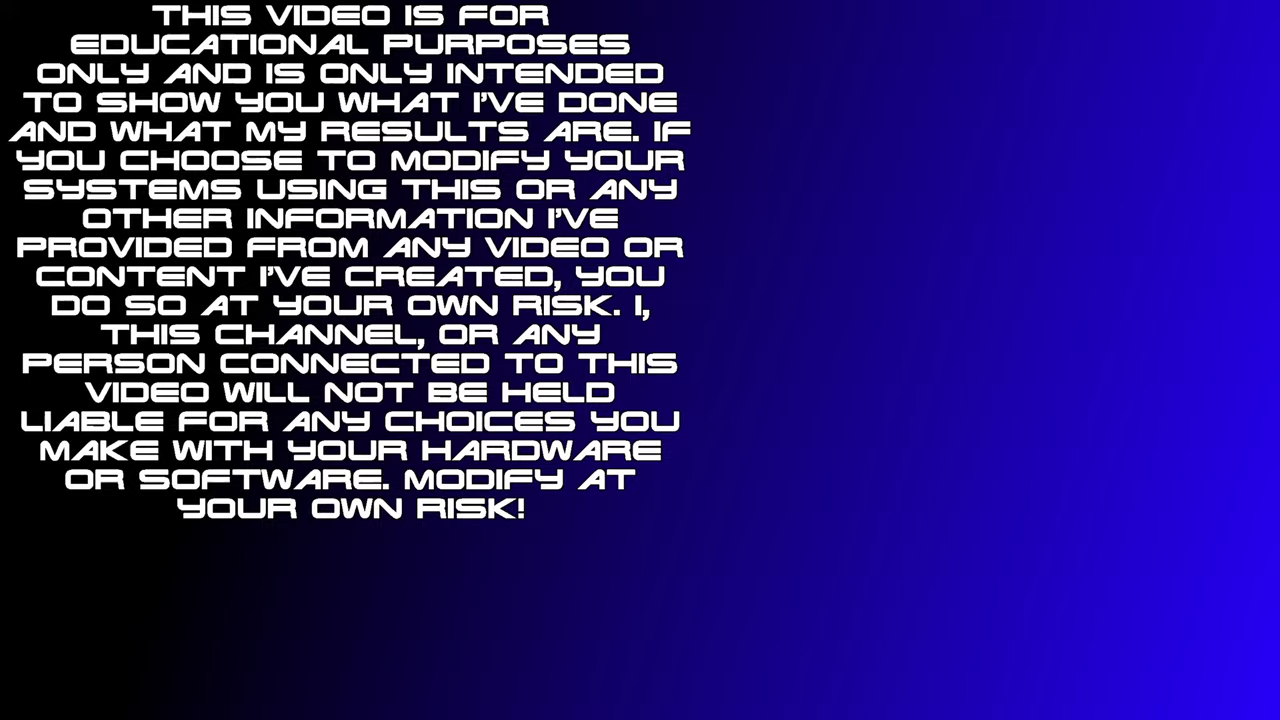 THIS VIDEO IS FOR
EDUCATIONAL PURPOSES
ONLY AND IS ONLY INTENDED
TO SHOW YOU WHAT I'VE DONE
AND WHAT MY RESULTS ARE. IF
YOU CHOOSE TO MODIFY YOUR
SYSTEMS USING THIS OR ANY
OTHER INFORMATION I'VE
PROVIDED FROM ANY VIDEO OR
CONTENT I'VE CREATED, YOU
DO SO AT YOUR OWN RISK. I,
THIS CHANNEL, OR ANY
PERSON CONNECTED TO THIS
VIDEO WILL NOT BE HELD
LIABLE FOR ANY CHOICES YOU
MAKE WITH YOUR HARDWARE
OR SOFTWARE. MODIFY AT
YOUR OWN RISK!